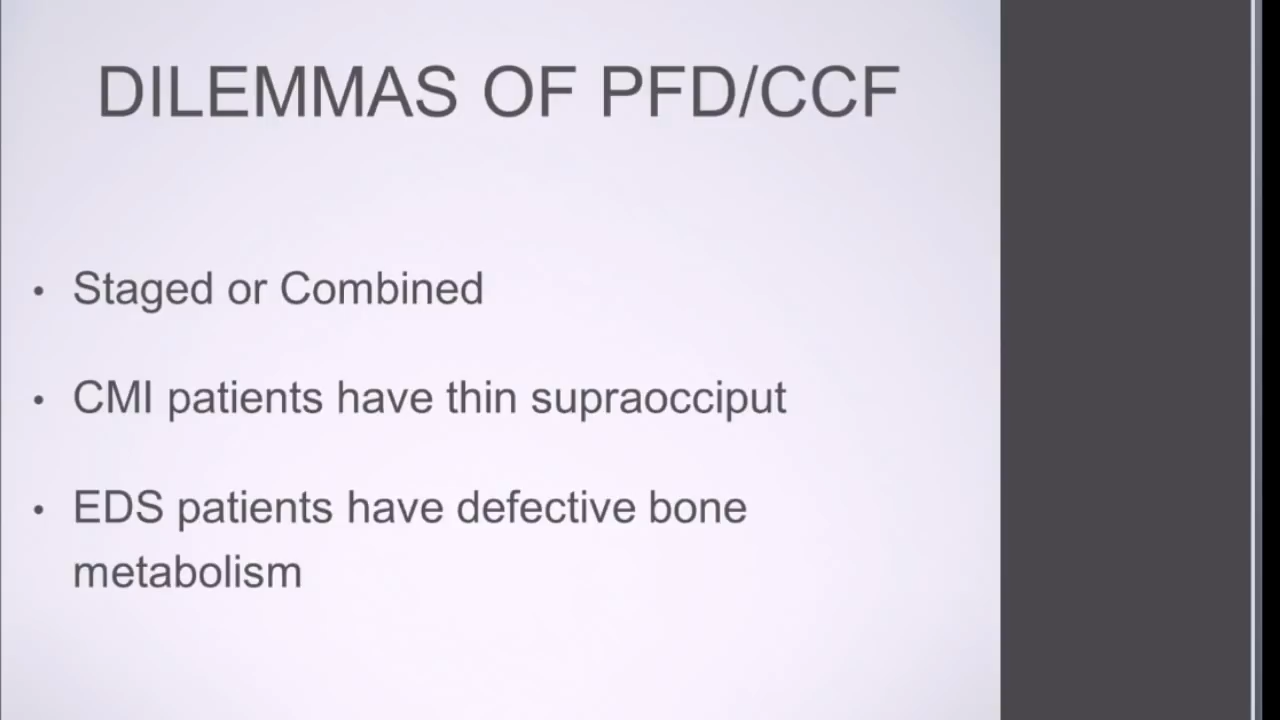 DILEMMAS OF PFD/CCF
• Staged or Combined
• CMI patients have thin supraocciput
• EDS patients have defective bone
metabolism